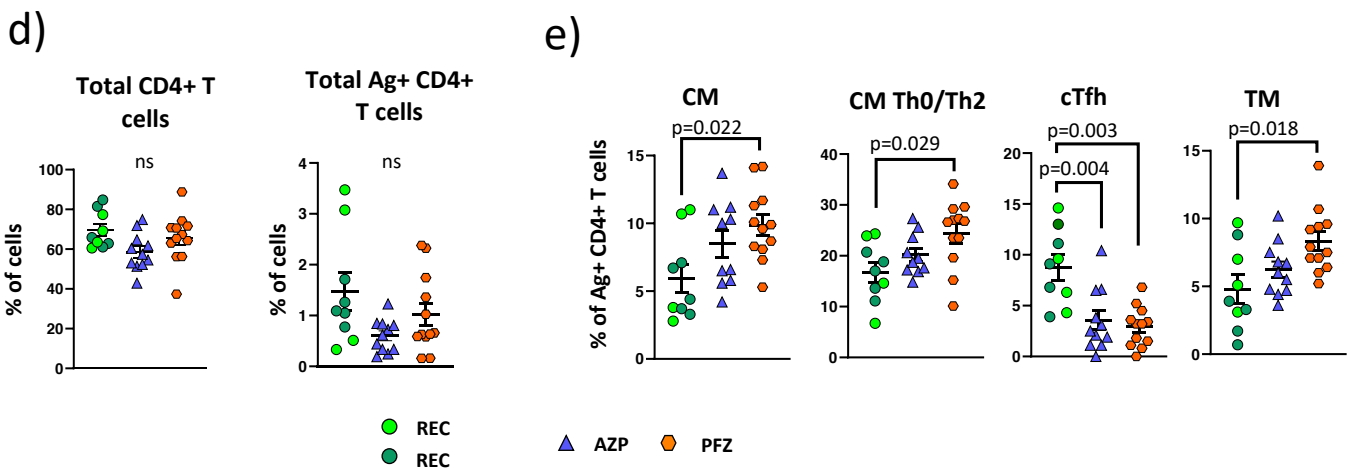 d)
Total CD4+ T
cells
ns
% of cells
100
80
60
40
20
0
Total Ag+ CD4+
T cells
ns
% of cells
4
3
2
1
0
e)
CM
p=0.022
% of Ag+ CD4+ T cells
15
10
5
0
CM Th0/Th2
p=0.029
40
30
20
10
0
cTfh
p=0.003
p=0.004
20
15
10
5
0
TM
p=0.018
15
10
5
0
REC
REC
AZP
PFZ